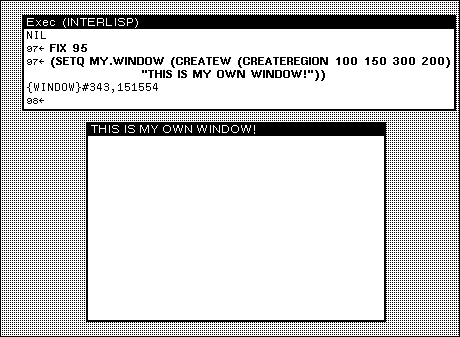 Exec (INTERLISP)
NIL
97← FIX 95
97← (SETQ MY.WINDOW (CREATEW (CREATEREGION 100 150 300 200)
"THIS IS MY OWN WINDOW!"))
{WINDOW}#343,151554
98←
THIS IS MY OWN WINDOW!